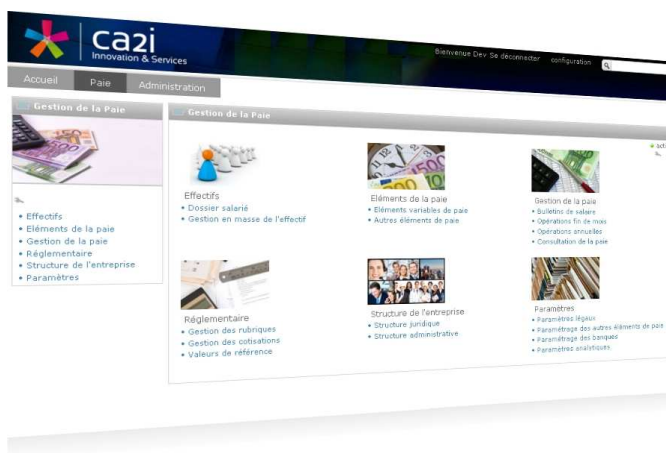 ca2i
Innovation & Services
Bienvenue Dev Se déconnecter configuration
Accueil Paie Administration
Gestion de la Paie
Effectifs
Eléments de la paie
Gestion de la paie
Réglementaire
Structure de l'entreprise
Paramètres
Gestion de la Paie
Effectifs
Dossier salarié
Gestion en masse de l'effectif
Eléments de la paie
Eléments variables de paie
Autres éléments de paie
Gestion de la paie
Bulletins de salaire
Opérations fin de mois
Opérations annuelles
Consultation de la paie
Réglementaire
Gestion des rubriques
Gestion des cotisations
Valeurs de référence
Structure de l'entreprise
Structure Juridique
Structure administrative
Paramètres
Paramètres légaux
Paramétrage des autres éléments de paie
Paramétrage des banques
Paramètres analytiques